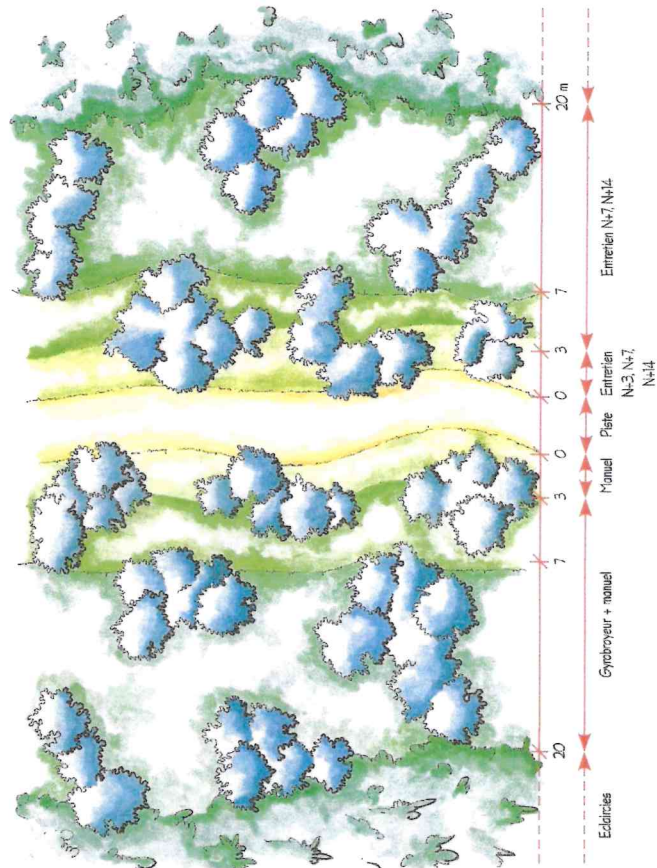 20 m
7
3
0
0
3
7
20
Entretien N+7, N+14
Entretien
N+3, N+7,
N+14
Piste
Manuel
Gyrobroyeur + manuel
Eclaircies